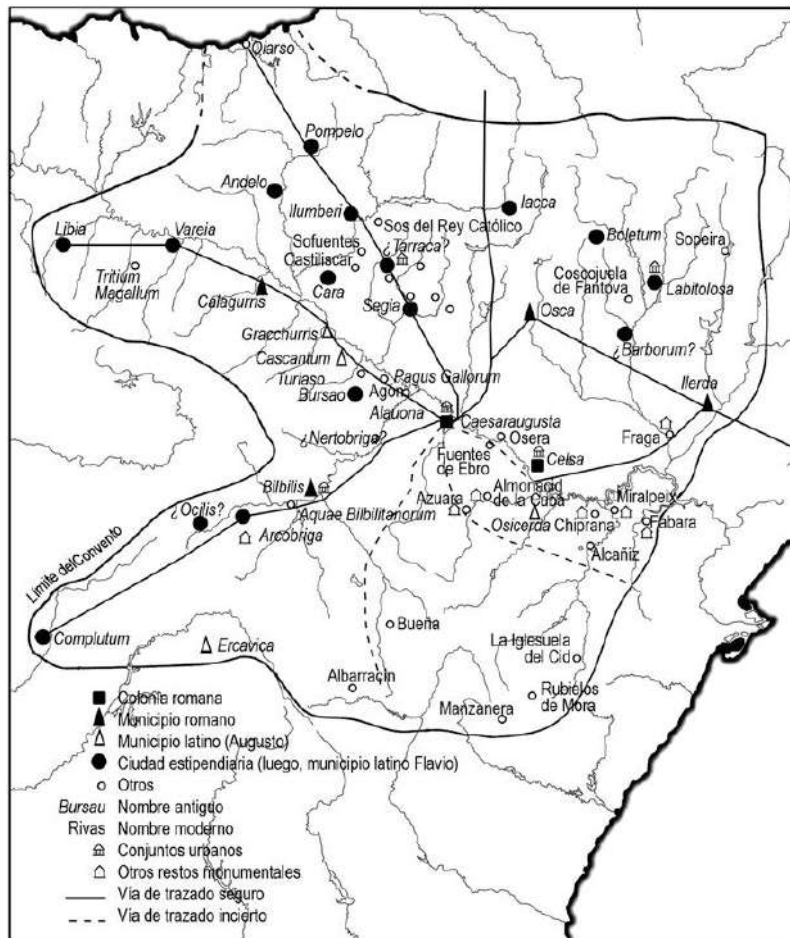 Oiarso
Pompelo
Andelo
Ilumberi
Iacca
Sos del Rey Católico
Libia
Vareia
Sofuentes
¿Tarraca?
Boletum
Sopeira
Castiliscar
Tritium
Magallum
Cara
Coscojuela
de Fantova
Labitolosa
Calagurris
Segia
Osca
Gracchurris
¿Barborum?
Cascantum
Turiaso
Pagus Gallorum
Ilerda
Bursao
Agón
Alauona
Caesaraugusta
¿Nertobriga?
Osera
Fraga
Fuentes
de Ebro
Celsa
Bilbilis
Almonacid
de la Cuba
Azuara
Miralpeix
¿Ocilis?
Aquae Bilbilitanorum
Osicerda
Chiprana
Fabara
Arcobriga
Alcañiz
Límite del Convento
Complutum
Ercavica
Bueña
La Iglesuela
del Cid
Albarracín
Rubielos
de Mora
Manzanera
Colonia romana
Municipio romano
Municipio latino (Augusto)
Ciudad estipendiaria (luego, municipio latino Flavio)
Otros
Bursau Nombre antiguo
Rivas Nombre moderno
Conjuntos urbanos
Otros restos monumentales
Vía de trazado seguro
Vía de trazado incierto